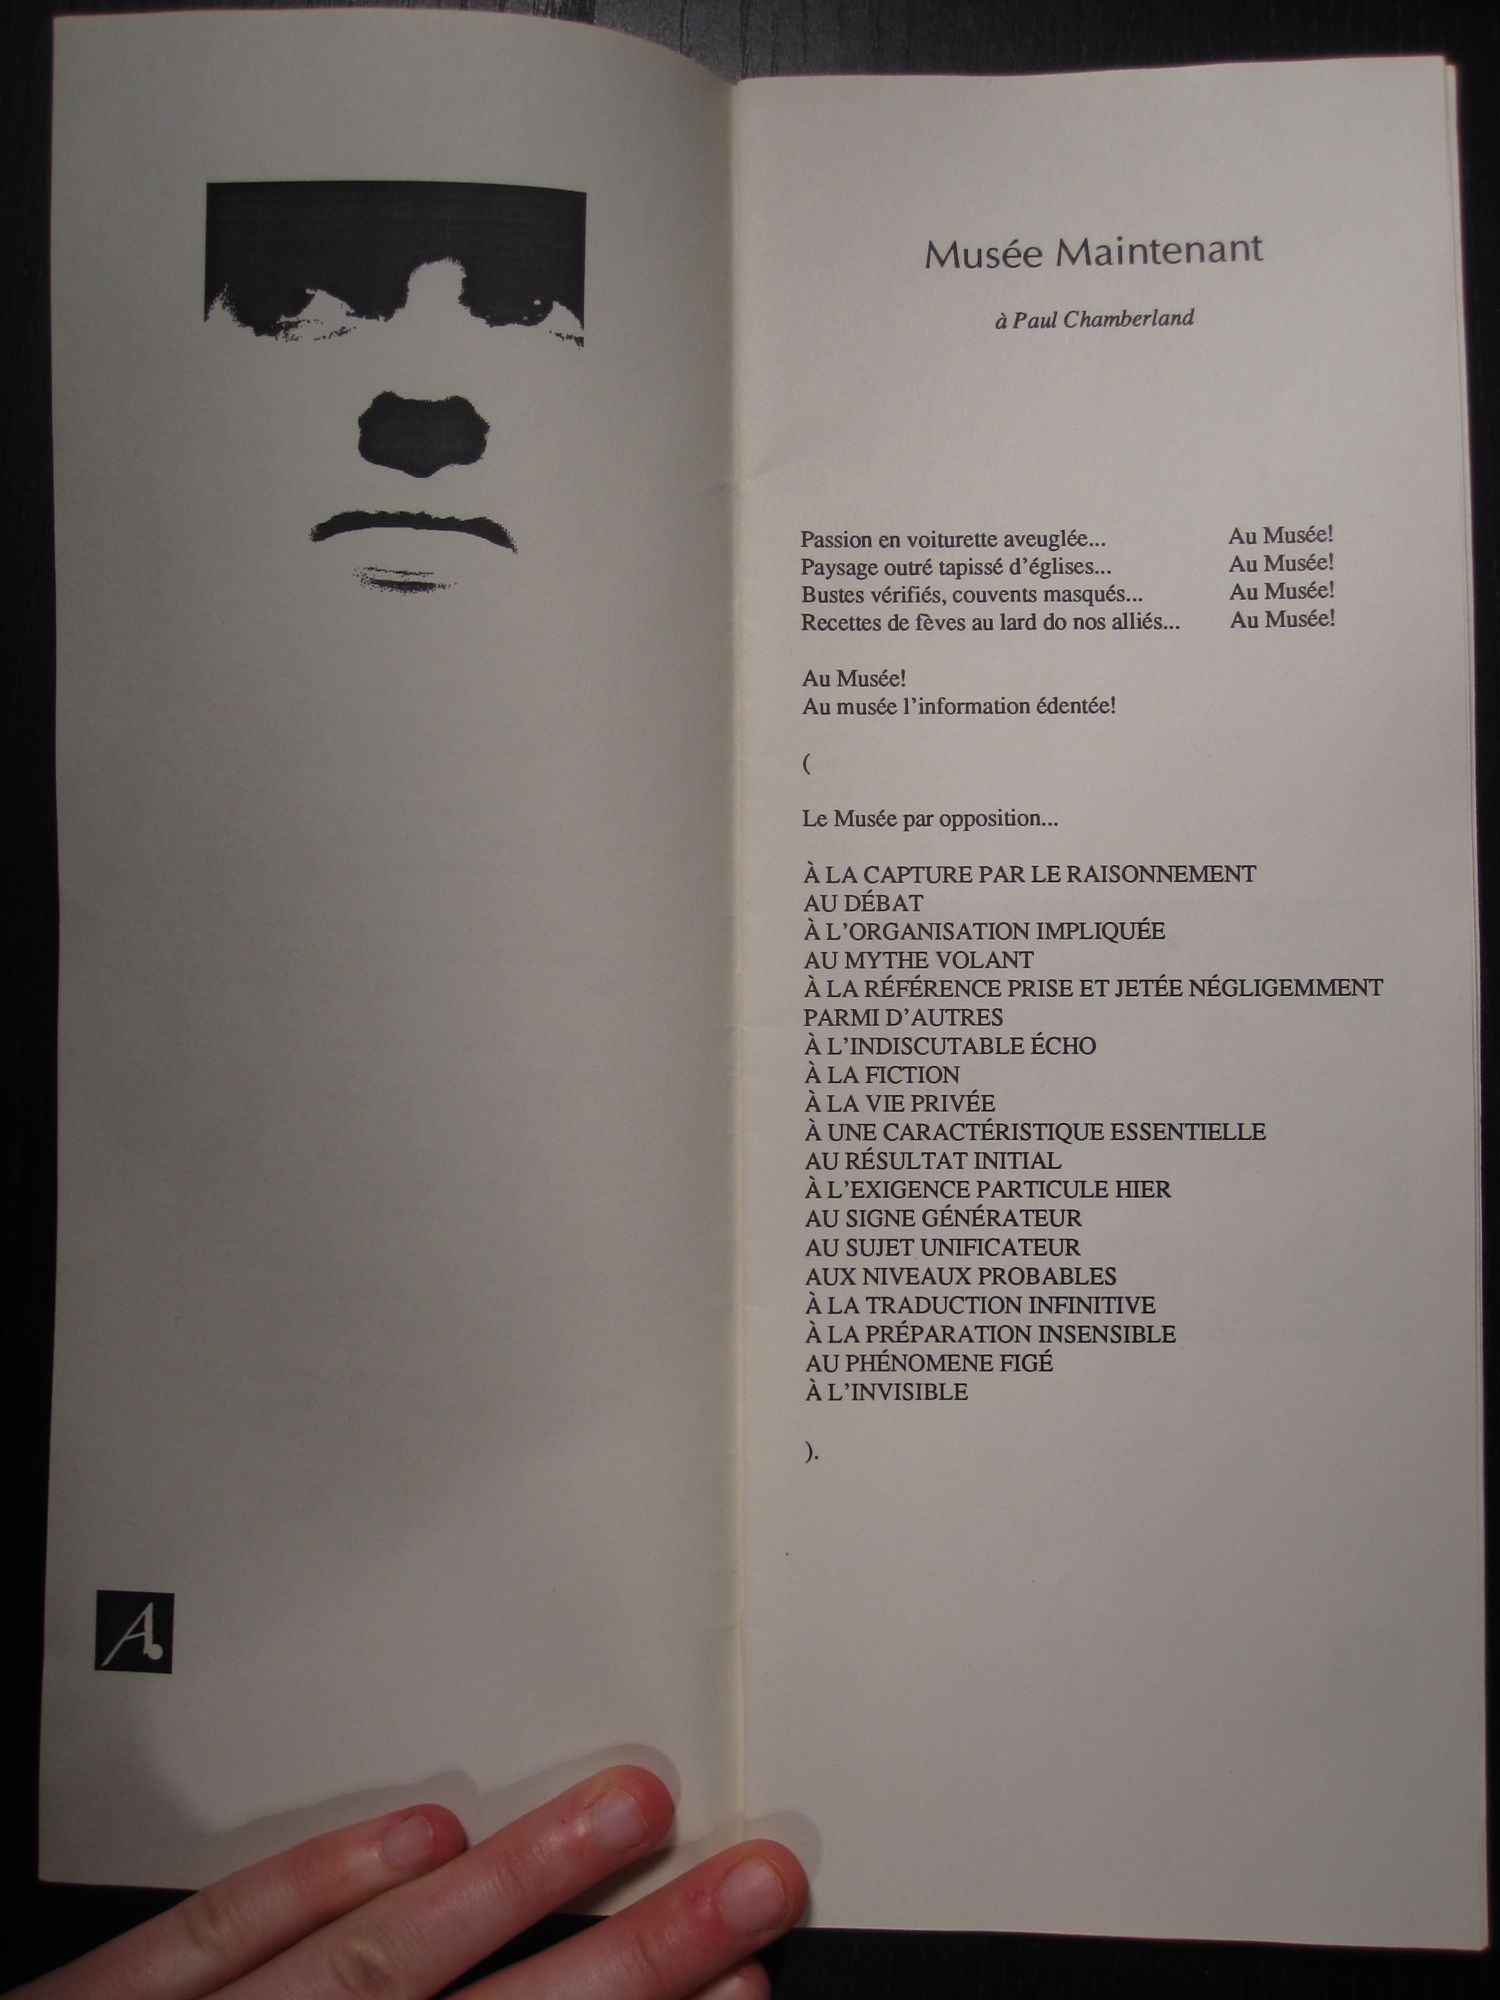 A.
Musée Maintenant
à Paul Chamberland
Passion en voiturette aveuglée... Au Musée!
Paysage outré tapissé d'églises... Au Musée!
Bustes vérifiés, couvents masqués... Au Musée!
Recettes de fèves au lard do nos alliés... Au Musée!
Au Musée!
Au musée l'information édentée!
(
Le Musée par opposition...
À LA CAPTURE PAR LE RAISONNEMENT
AU DÉBAT
À L'ORGANISATION IMPLIQUÉE
AU MYTHE VOLANT
À LA RÉFÉRENCE PRISE ET JETÉE NÉGLIGEMMENT
PARMI D'AUTRES
À L'INDISCUTABLE ÉCHO
À LA FICTION
À LA VIE PRIVÉE
À UNE CARACTÉRISTIQUE ESSENTIELLE
AU RÉSULTAT INITIAL
À L'EXIGENCE PARTICULE HIER
AU SIGNE GÉNÉRATEUR
AU SUJET UNIFICATEUR
AUX NIVEAUX PROBABLES
À LA TRADUCTION INFINITIVE
À LA PRÉPARATION INSENSIBLE
AU PHÉNOMENE FIGÉ
À L'INVISIBLE
).